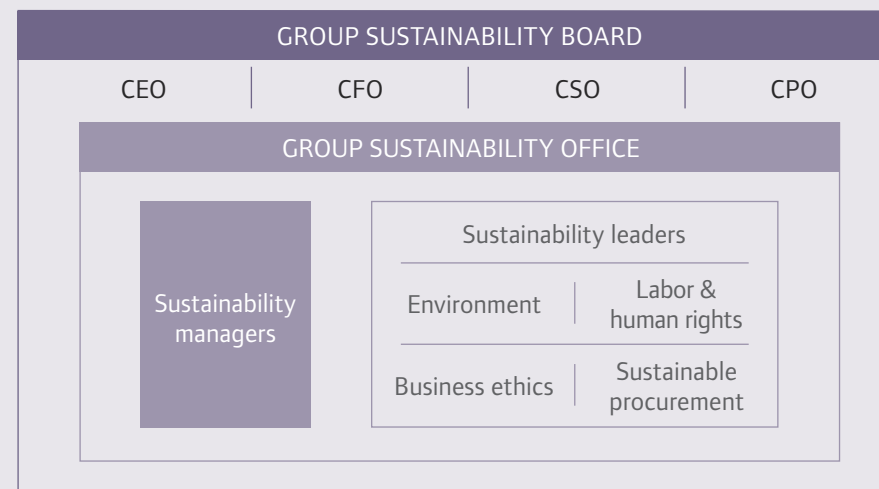 GROUP SUSTAINABILITY BOARD
CEO
CFO
CSO
CPO
GROUP SUSTAINABILITY OFFICE
Sustainability
managers
Sustainability leaders
Environment
Labor &
human rights
Business ethics
Sustainable
procurement